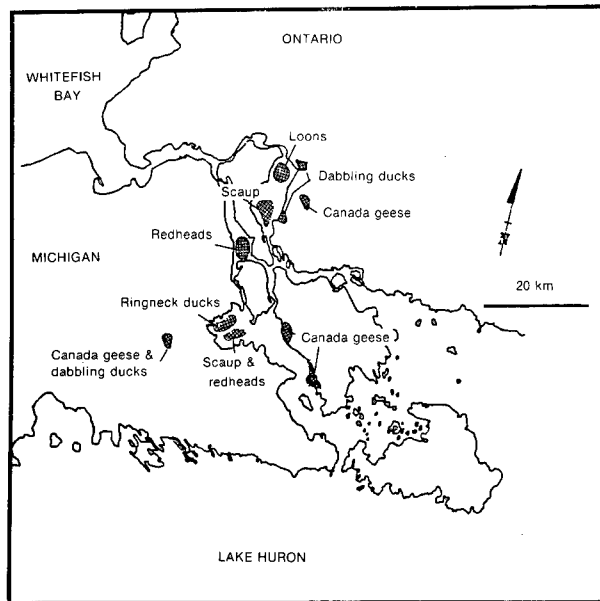 ONTARIO
WHITEFISH
BAY
Loons
Dabbling ducks
Scaup
Canada geese
Redheads
MICHIGAN
20 km
Ringneck ducks
Canada geese
Canada geese &
dabbling ducks
Scaup &
redheads
LAKE HURON